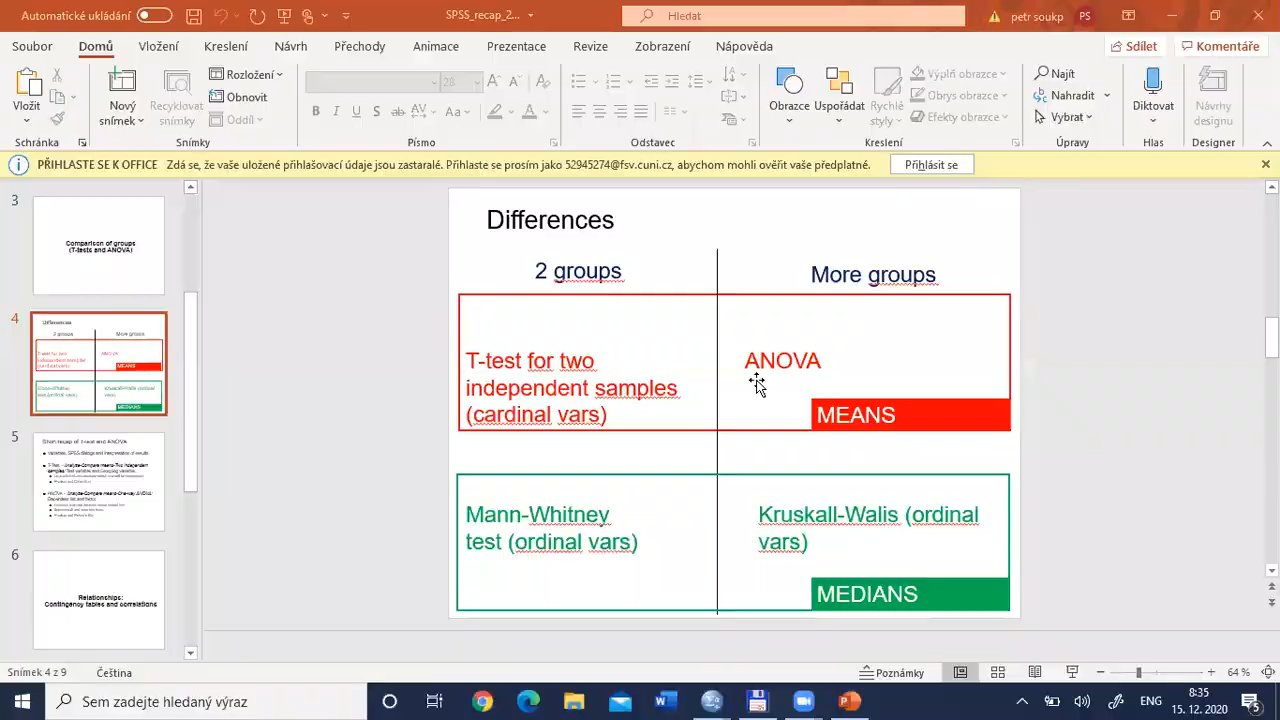 SPSS_recap_2...
Hledat
petr soukp
PS
Soubor
Domů
Vložení
Kreslení
Návrh
Přechody
Animace
Prezentace
Revize
Zobrazení
Nápověda
Sdílet
Komentáře
Vložit
Nový snímek
Recyklovat snímky
Rozložení
Obnovit
Oddíl
28
Obrazce
Uspořádat
Rychlé styly
Výplň obrazce
Obrys obrazce
Efekty obrazce
Najít
Nahradit
Vybrat
Diktovat
Návrhy designu
Schránka
Snímky
Písmo
Odstavec
Kreslení
Úpravy
Hlas
Designer
PŘIHLASTE SE K OFFICE Zdá se, že vaše uložené přihlašovací údaje jsou zastaralé. Přihlaste se prosím jako 52945274@fsv.cuni.cz, abychom mohli ověřit vaše předplatné.
Přihlásit se
3
Comparison of groups
(T-tests and ANOVA)
4
5
Short recap of T-test and ANOVA
6
Relationships:
Contingency tables and correlations
Differences
2 groups
More groups
T-test for two
independent samples
(cardinal vars)
ANOVA
MEANS
Mann-Whitney
test (ordinal vars)
Kruskall-Walis (ordinal
vars)
MEDIANS
Snímek 4 z 9
Čeština
Poznámky
64 %
Sem zadejte hledaný výraz
ENG
8:35
15. 12. 2020
5